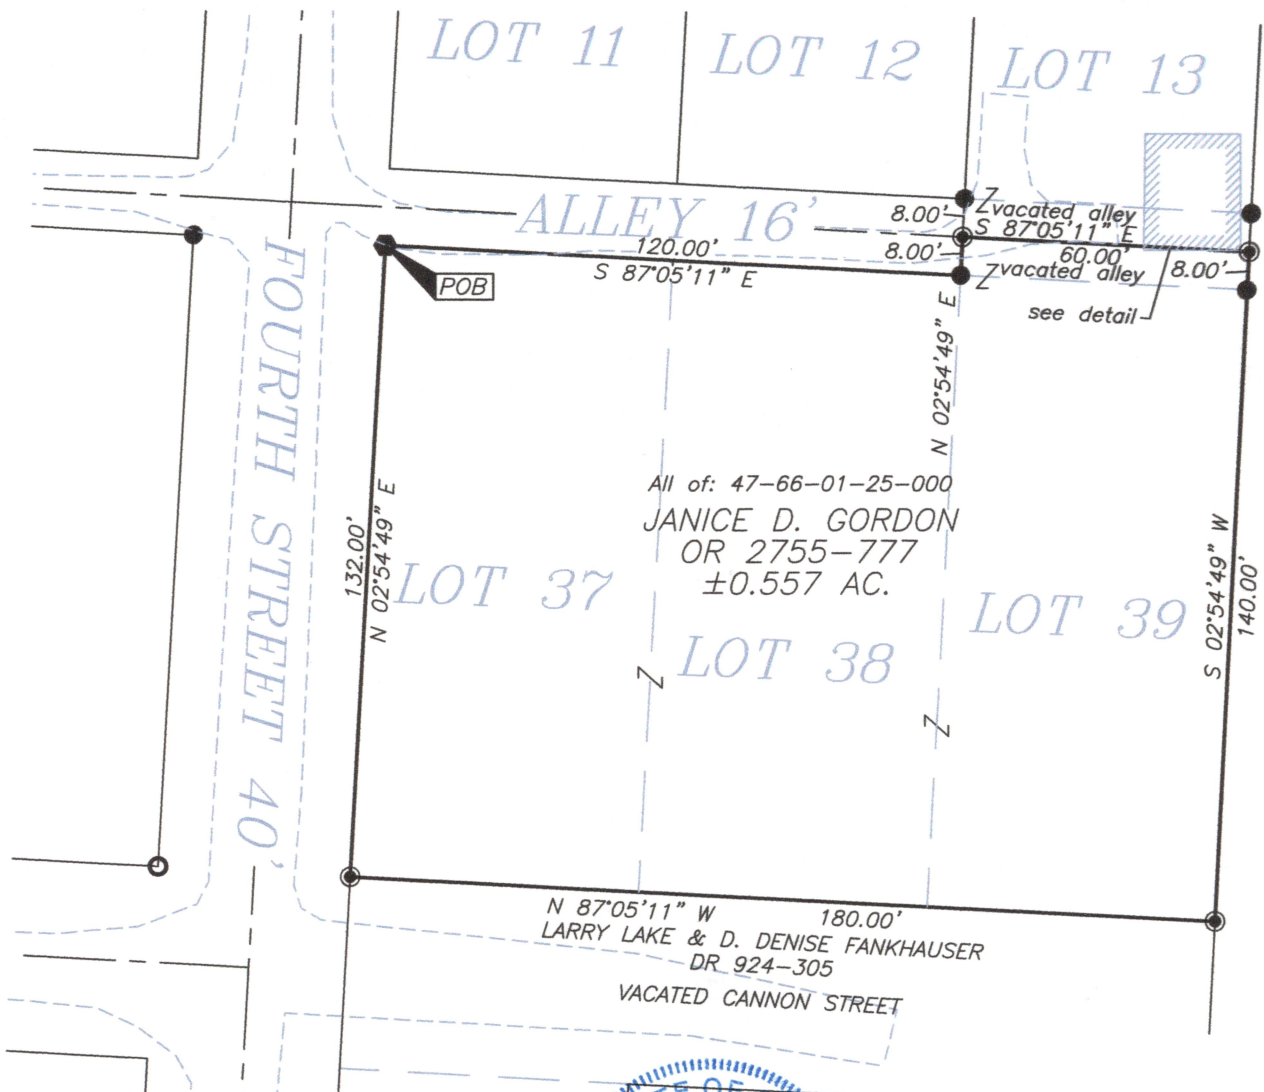 LOT 11
LOT 12
LOT 13
ALLEY 16'
8.00'
Z
vacated alley
S 87°05'11" E
60.00'
8.00'
Z
vacated alley
8.00'
see detail
120.00'
S 87°05'11" E
POB
N 02°54'49" E
FOURTH STREET 40'
132.00'
N 02°54'49" E
All of: 47-66-01-25-000
JANICE D. GORDON
OR 2755-777
±0.557 AC.
LOT 37
LOT 38
LOT 39
Z
Z
S 02°54'49" W
140.00'
N 87°05'11" W
180.00'
LARRY LAKE & D. DENISE FANKHAUSER
DR 924-305
VACATED CANNON STREET
OF